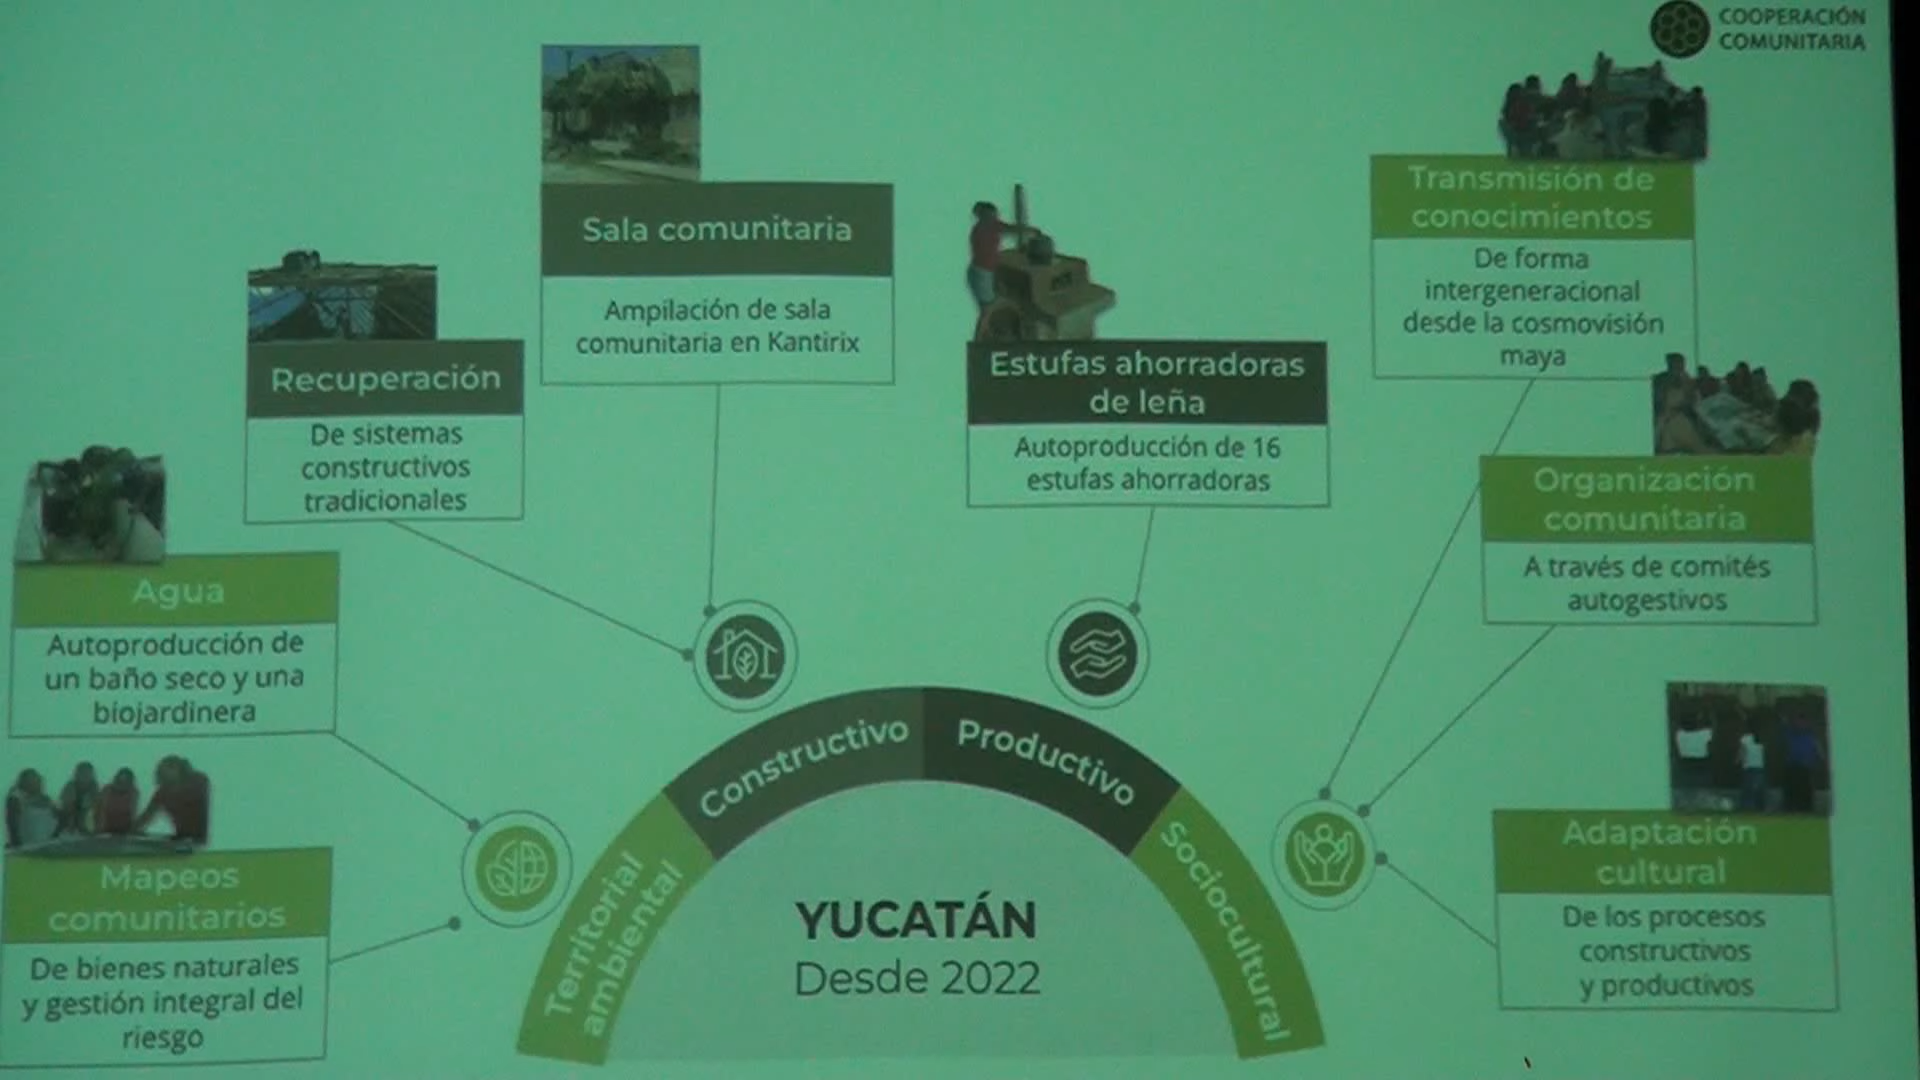 COOPERACIÓN
COMUNITARIA
Sala comunitaria
Ampilación de sala
comunitaria en Kantirix
Recuperación
De sistemas
constructivos
tradicionales
Agua
Autoproducción de
un baño seco y una
biojardinera
Mapeos
comunitarios
De bienes naturales
y gestión integral del
riesgo
Estufas ahorradoras
de leña
Autoproducción de 16
estufas ahorradoras
Transmisión de
conocimientos
De forma
intergeneracional
desde la cosmovisión
maya
Organización
comunitaria
A través de comités
autogestivos
Adaptación
cultural
De los procesos
constructivos
y productivos
Territorial
ambiental
Constructivo
Productivo
Sociocultural
YUCATÁN
Desde 2022